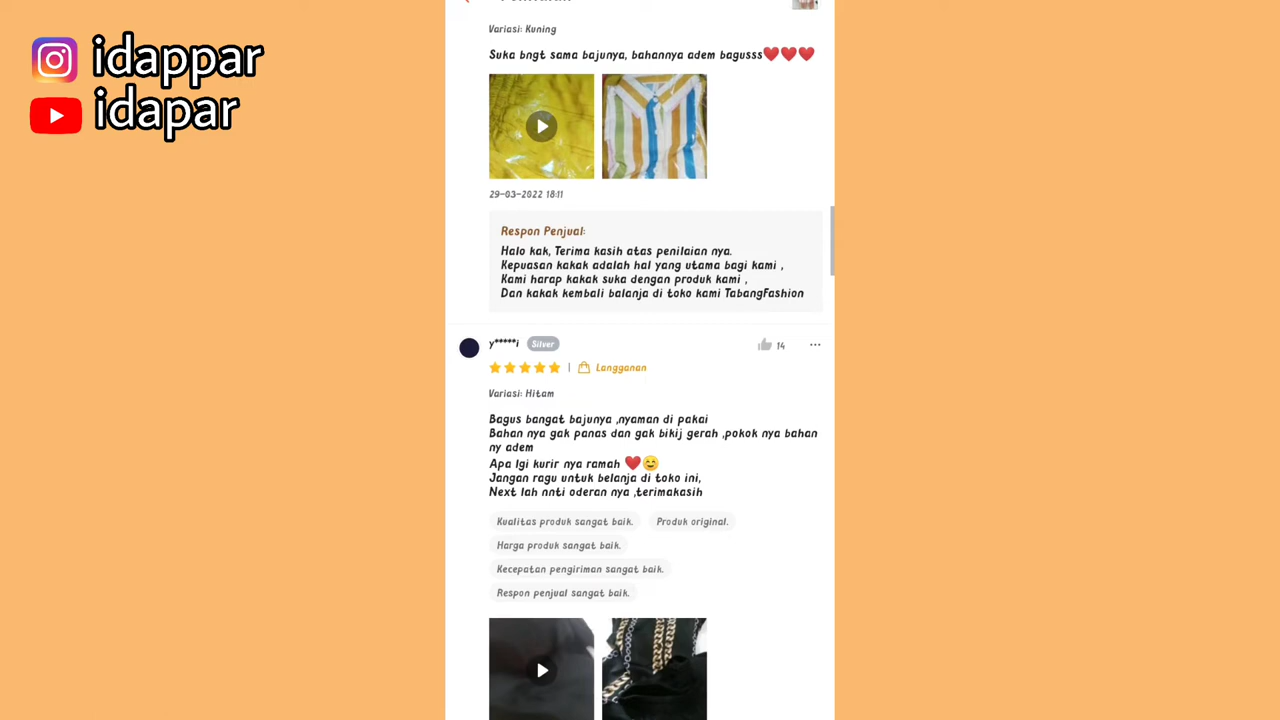 idappar
idapar
Variasi: Kuning
Suka bngt sama bajunya, bahannya adem bagusss❤️❤️❤️
29-03-2022 18:11
Respon Penjual:
Halo kak, Terima kasih atas penilaian nya.
Kepuasan kakak adalah hal yang utama bagi kami ,
Kami harap kakak suka dengan produk kami ,
Dan kakak kembali balanja di toko kami TabangFashion
y*****i Silver 14
Langganan
Variasi: Hitam
Bagus bangat bajunya ,nyaman di pakai
Bahan nya gak panas dan gak bikij gerah ,pokok nya bahan
ny adem
Apa lgi kurir nya ramah ❤️☺️
Jangan ragu untuk belanja di toko ini,
Next lah nnti oderan nya ,terimakasih
Kualitas produk sangat baik. Produk original.
Harga produk sangat baik.
Kecepatan pengiriman sangat baik.
Respon penjual sangat baik.